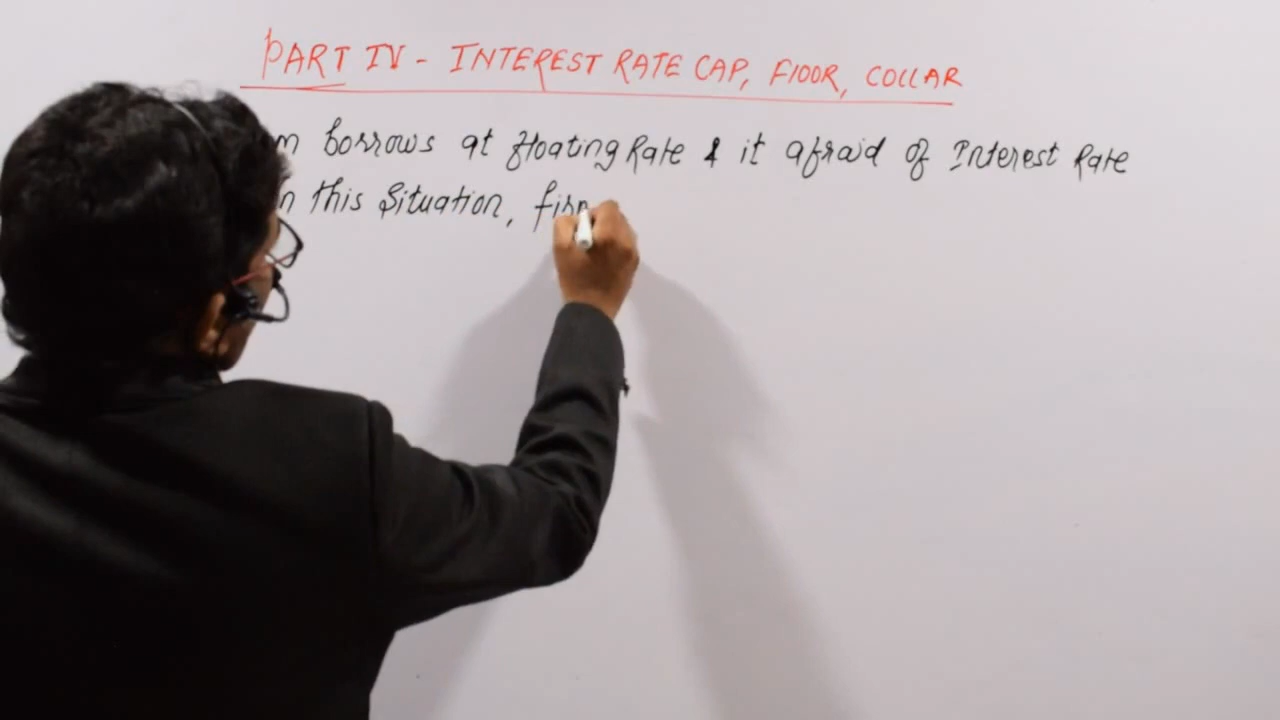 PART IV - INTEREST RATE CAP, FLOOR, COLLAR
borrows at floating Rate & it afraid of Interest Rate
this Situation,